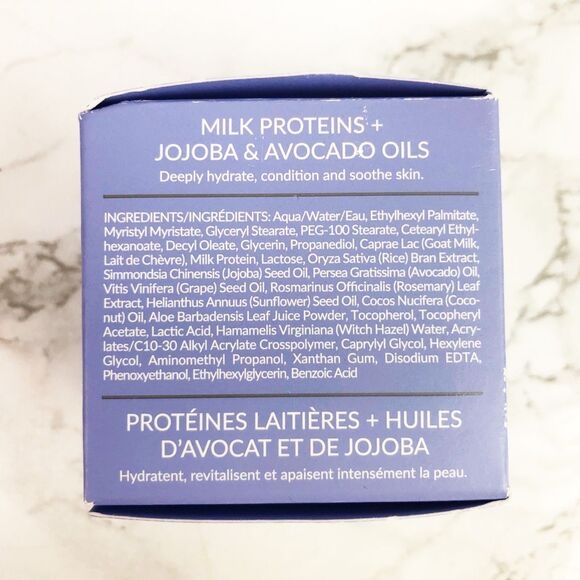 MILK PROTEINS +
JOJOBA & AVOCADO OILS
Deeply hydrate, condition and soothe skin.
INGREDIENTS/INGRÉDIENTS: Aqua/Water/Eau, Ethylhexyl Palmitate,
Myristyl Myristate, Glyceryl Stearate, PEG-100 Stearate, Cetearyl Ethyl-
hexanoate, Decyl Oleate, Glycerin, Propanediol, Caprae Lac (Goat Milk,
Lait de Chèvre), Milk Protein, Lactose, Oryza Sativa (Rice) Bran Extract,
Simmondsia Chinensis (Jojoba) Seed Oil, Persea Gratissima (Avocado) Oil,
Vitis Vinifera (Grape) Seed Oil, Rosmarinus Officinalis (Rosemary) Leaf
Extract, Helianthus Annuus (Sunflower) Seed Oil, Cocos Nucifera (Coco-
nut) Oil, Aloe Barbadensis Leaf Juice Powder, Tocopherol, Tocopheryl
Acetate, Lactic Acid, Hamamelis Virginiana (Witch Hazel) Water, Acry-
lates/C10-30 Alkyl Acrylate Crosspolymer, Caprylyl Glycol, Hexylene
Glycol, Aminomethyl Propanol, Xanthan Gum, Disodium EDTA,
Phenoxyethanol, Ethylhexylglycerin, Benzoic Acid
PROTÉINES LAITIÈRES + HUILES
D'AVOCAT ET DE JOJOBA
Hydratent, revitalisent et apaisent intensément la peau.